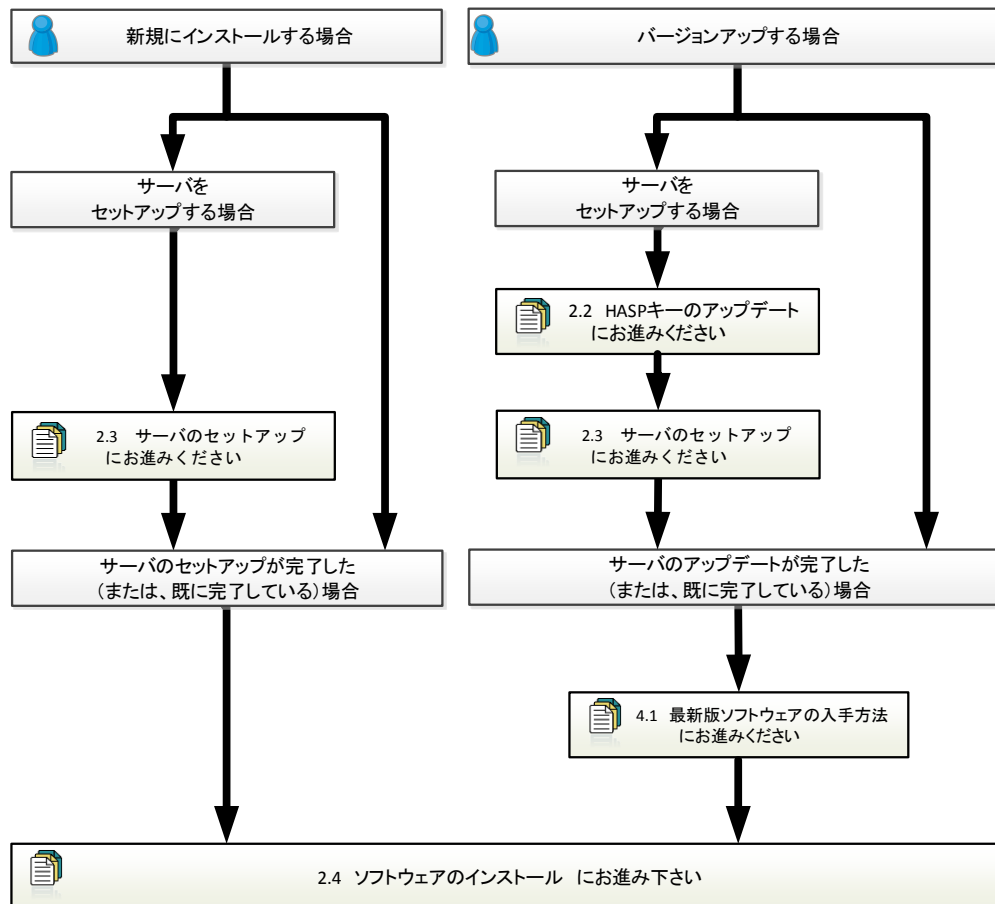 新規にインストールする場合
サーバを
セットアップする場合
2.3 サーバのセットアップ
にお進みください
サーバのセットアップが完了した
(または、既に完了している)場合
バージョンアップする場合
サーバを
セットアップする場合
2.2 HASPキーのアップデート
にお進みください
2.3 サーバのセットアップ
にお進みください
サーバのアップデートが完了した
(または、既に完了している)場合
4.1 最新版ソフトウェアの入手方法
にお進みください
2.4 ソフトウェアのインストール にお進み下さい